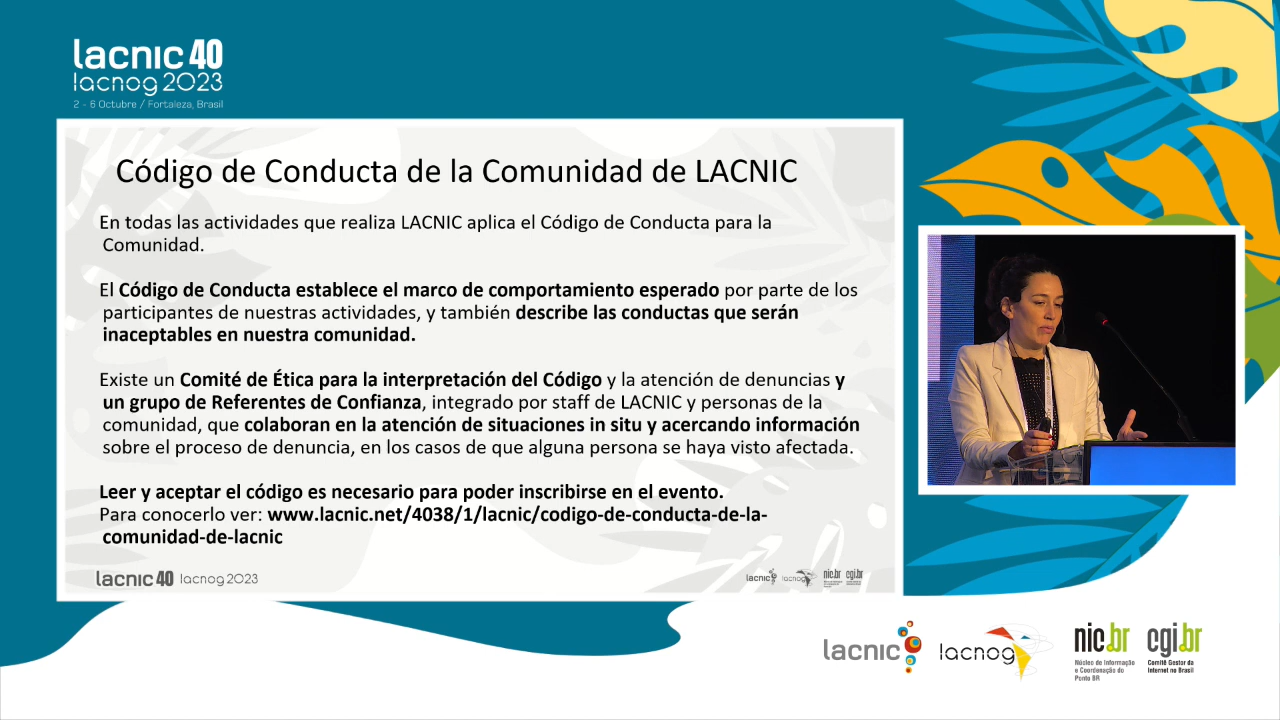 lacnic 40
lacnog 2023
2 - 6 Octubre / Fortaleza, Brasil
Código de Conducta de la Comunidad de LACNIC
En todas las actividades que realiza LACNIC aplica el Código de Conducta para la
Comunidad.
El Código de Conducta establece el marco de comportamiento esperado por parte de los
participantes de nuestras actividades, y también describe las conductas que serán
inaceptables en nuestra comunidad.
Existe un Comité de Ética para la interpretación del Código y la atención de denuncias y
un grupo de Referentes de Confianza, integrado por staff de LACNIC y personas de la
comunidad, que colaboran en la atención de situaciones in situ y acercando información
sobre el proceso de denuncia, en los casos de que alguna persona se haya visto afectada.
Leer y aceptar el código es necesario para poder inscribirse en el evento.
Para conocerlo ver: www.lacnic.net/4038/1/lacnic/codigo-de-conducta-de-la-
comunidad-de-lacnic
lacnic 40 lacnog 2023
lacnic lacnog nic.br cgi.br
lacnic lacnog nic.br cgi.br
Núcleo de Informação
e Coordenação do
Ponto BR
Comitê Gestor da
Internet no Brasil